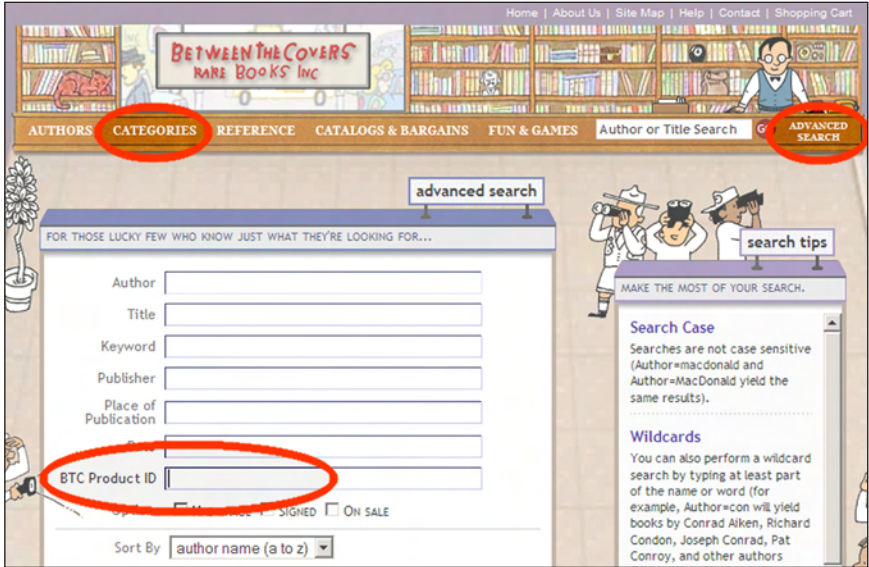 Home | About Us | Site Map | Help | Contact | Shopping Cart
BETWEEN THE COVERS
RARE BOOKS INC
AUTHORS CATEGORIES REFERENCE CATALOGS & BARGAINS FUN & GAMES Author or Title Search ADVANCED SEARCH
advanced search
FOR THOSE LUCKY FEW WHO KNOW JUST WHAT THEY'RE LOOKING FOR...
Author
Title
Keyword
Publisher
Place of
Publication
BTC Product ID
SIGNED ON SALE
Sort By author name (a to z)
search tips
MAKE THE MOST OF YOUR SEARCH.
Search Case
Searches are not case sensitive
(Author=macdonald and
Author=MacDonald yield the
same results).
Wildcards
You can also perform a wildcard
search by typing at least part
of the name or word (for
example, Author=con will yield
books by Conrad Aiken, Richard
Condon, Joseph Conrad, Pat
Conroy, and other authors